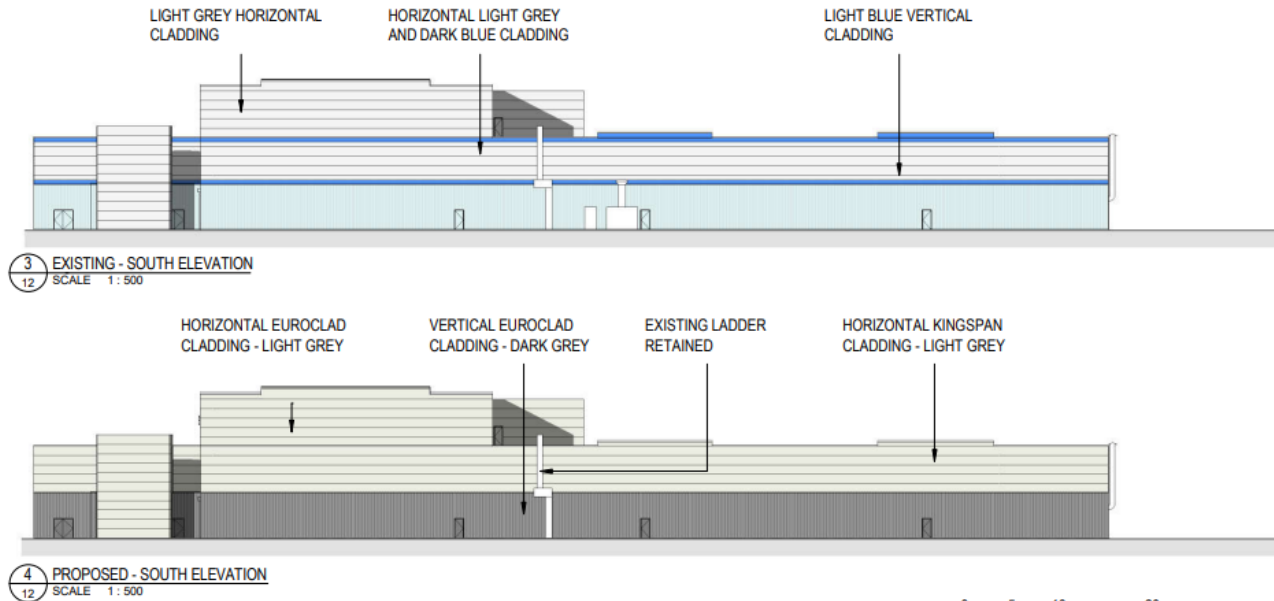 LIGHT GREY HORIZONTAL
CLADDING
HORIZONTAL LIGHT GREY
AND DARK BLUE CLADDING
LIGHT BLUE VERTICAL
CLADDING
3
12
EXISTING - SOUTH ELEVATION
SCALE 1 : 500
HORIZONTAL EUROCLAD
CLADDING - LIGHT GREY
VERTICAL EUROCLAD
CLADDING - DARK GREY
EXISTING LADDER
RETAINED
HORIZONTAL KINGSPAN
CLADDING - LIGHT GREY
4
12
PROPOSED - SOUTH ELEVATION
SCALE 1 : 500